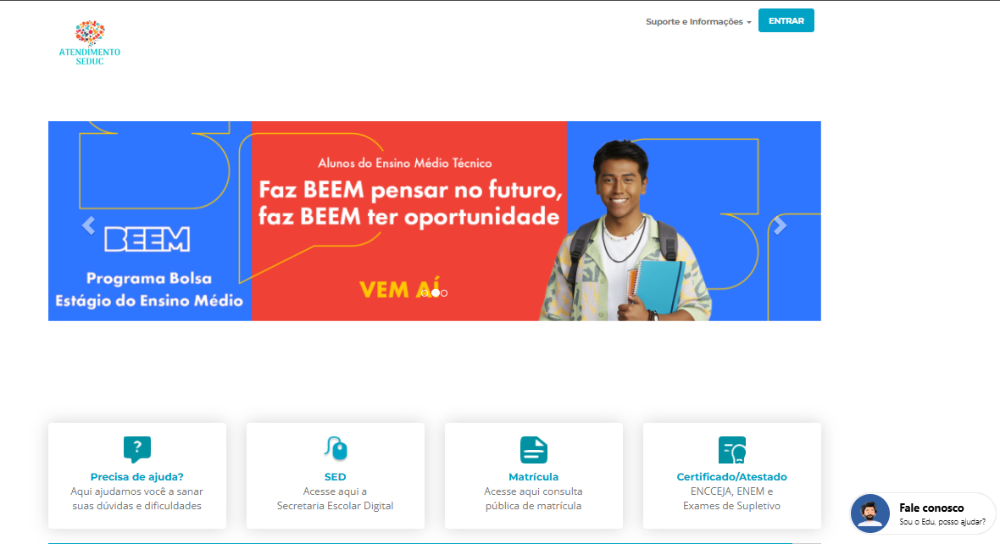 ATENDIMENTO
SEDUC
Suporte e Informações
ENTRAR
BEEM
Programa Bolsa
Estágio do Ensino Médio
Alunos do Ensino Médio Técnico
Faz BEEM pensar no futuro,
faz BEEM ter oportunidade
VEM AÍ
Precisa de ajuda?
Aqui ajudamos você a sanar
suas dúvidas e dificuldades
SED
Acesse aqui a
Secretaria Escolar Digital
Matrícula
Acesse aqui consulta
pública de matrícula
Certificado/Atestado
ENCCEJA, ENEM e
Exames de Supletivo
Fale conosco
Sou o Edu, posso ajudar?